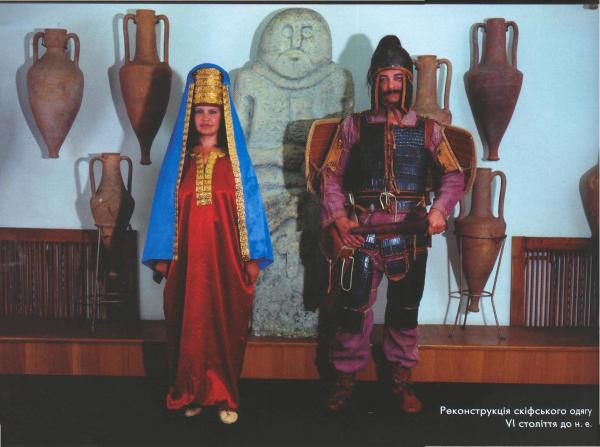 Реконструкція скіфського одягу
VI століття до н. е.